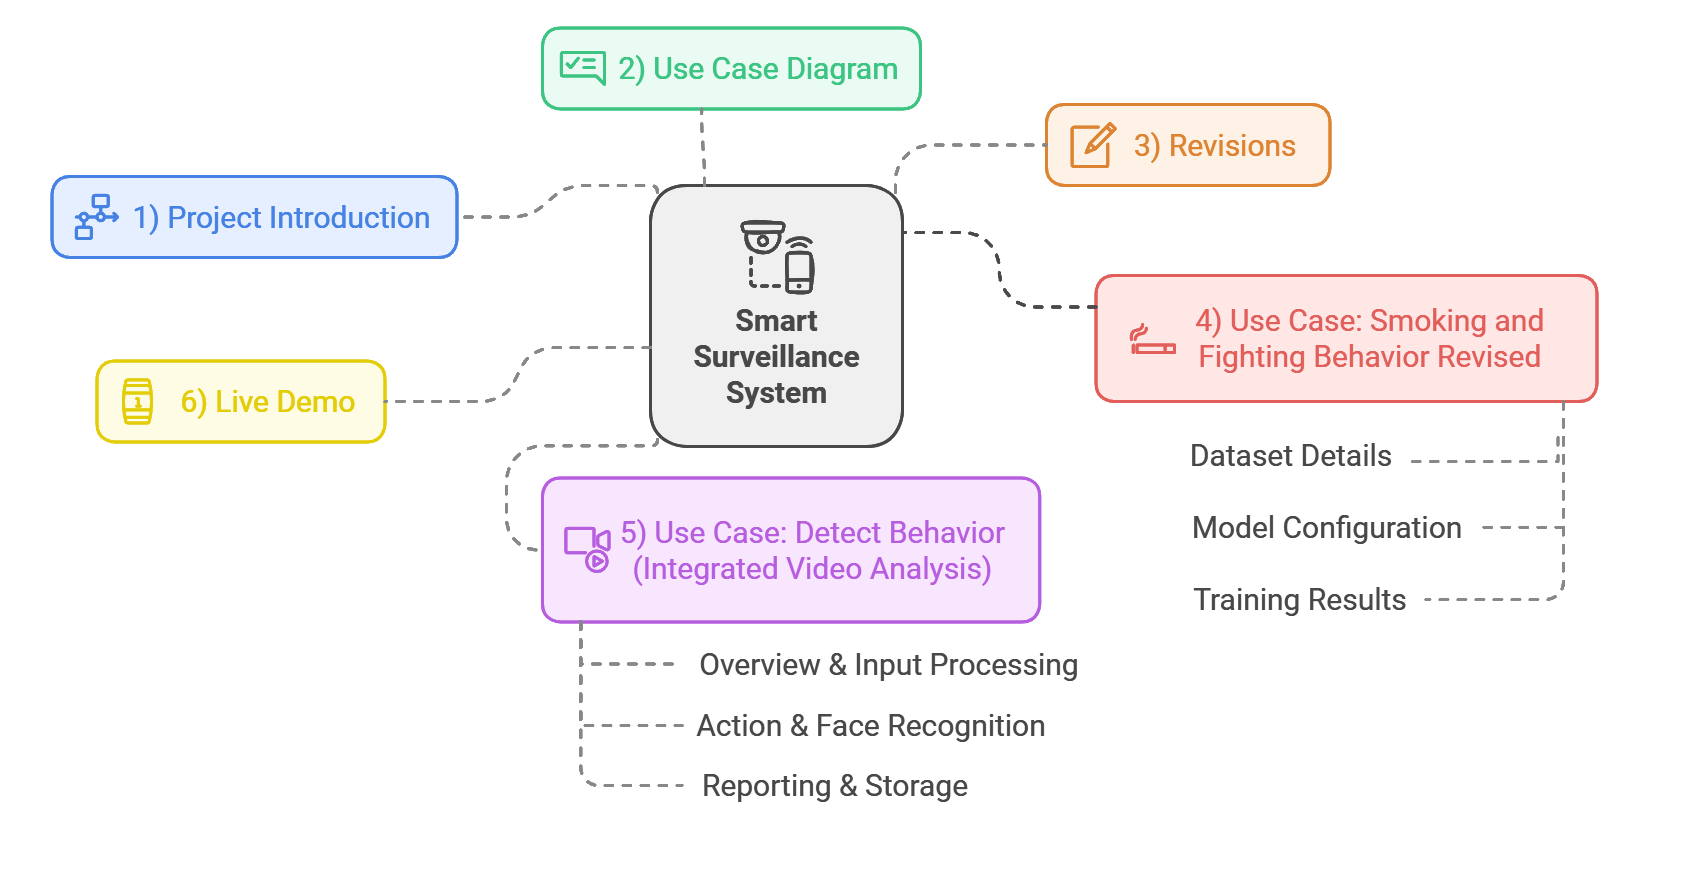 2) Use Case Diagram
3) Revisions
1) Project Introduction
Smart
Surveillance
System
4) Use Case: Smoking and
Fighting Behavior Revised
6) Live Demo
1
Dataset Details
Model Configuration
Training Results
5) Use Case: Detect Behavior
(Integrated Video Analysis)
Overview & Input Processing
Action & Face Recognition
Reporting & Storage